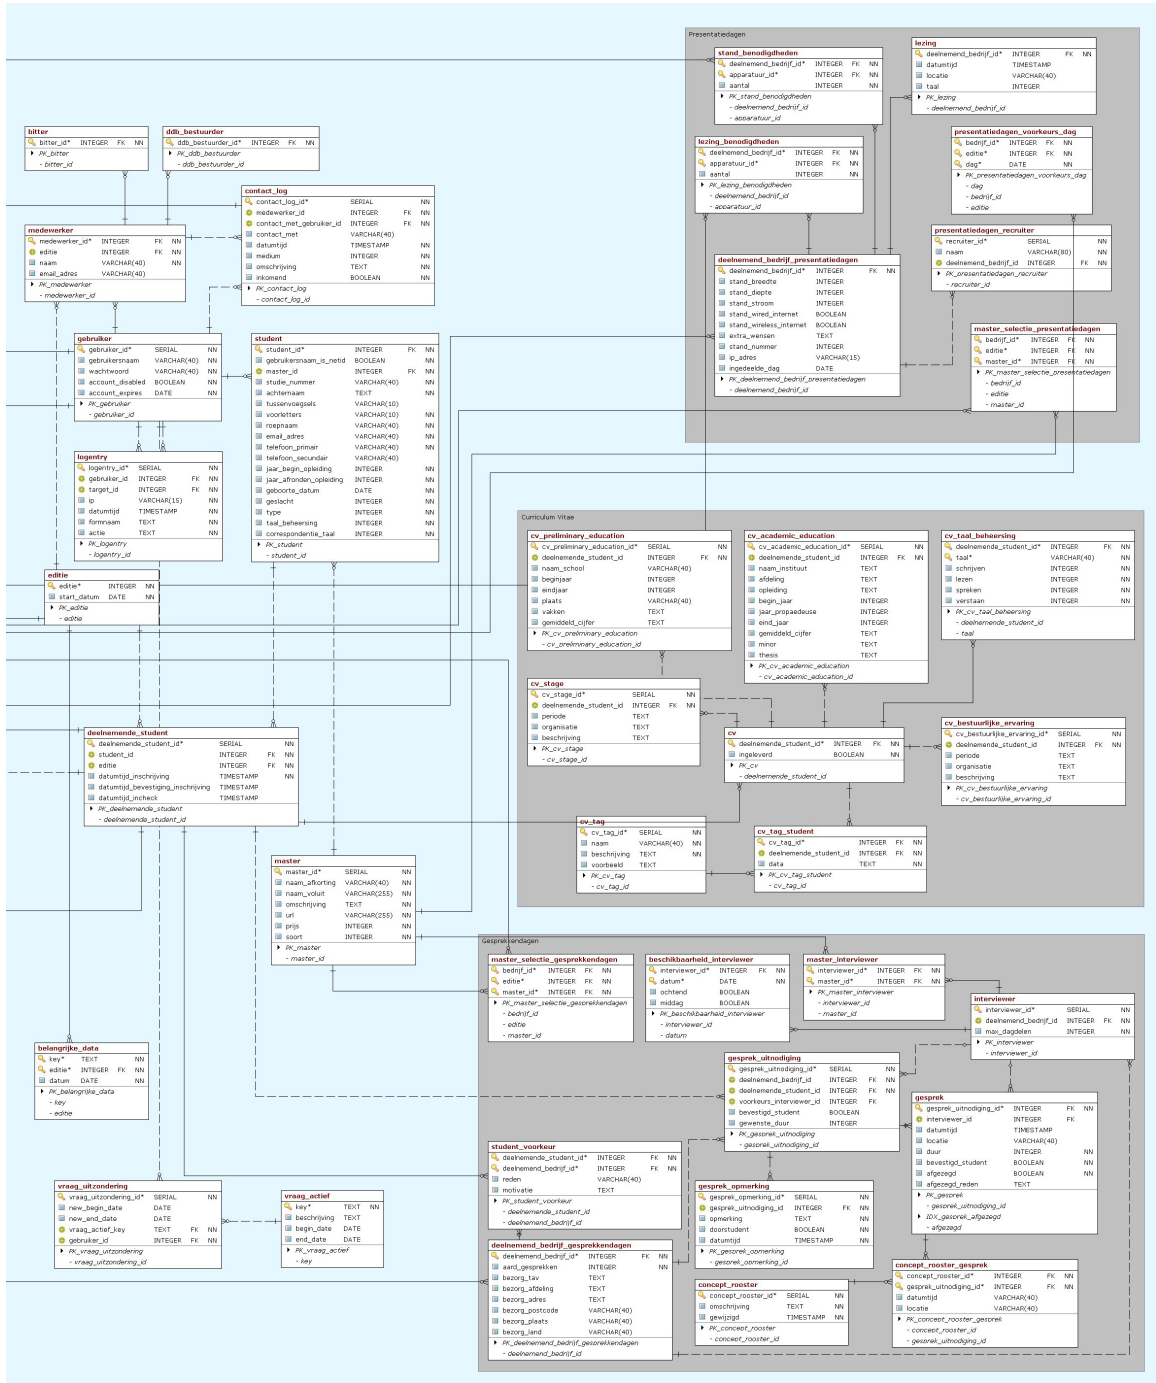 Presentatiedagen
stand_benodigdheden
deelnemend_bedrijf_id* INTEGER FK NN
apparatuur_id* INTEGER FK NN
aantal INTEGER NN
PK_stand_benodigdheden
- deelnemend_bedrijf_id
- apparatuur_id
lezing
deelnemend_bedrijf_id* INTEGER FK NN
datumtijd TIMESTAMP
locatie VARCHAR(40)
taal INTEGER
PK_lezing
- deelnemend_bedrijf_id
bitter
bitter_id* INTEGER FK NN
PK_bitter
- bitter_id
ddb_bestuurder
ddb_bestuurder_id* INTEGER FK NN
PK_ddb_bestuurder
- ddb_bestuurder_id
lezing_benodigdheden
deelnemend_bedrijf_id* INTEGER FK NN
apparatuur_id* INTEGER FK NN
aantal INTEGER NN
PK_lezing_benodigdheden
- deelnemend_bedrijf_id
- apparatuur_id
presentatiedagen_voorkeurs_dag
bedrijf_id* INTEGER FK NN
editie* INTEGER FK NN
dag* DATE NN
PK_presentatiedagen_voorkeurs_dag
- dag
- bedrijf_id
- editie
contact_log
contact_log_id* SERIAL NN
medewerker_id INTEGER FK NN
contact_met_gebruiker_id INTEGER FK NN
contact_met VARCHAR(40)
datumtijd TIMESTAMP NN
medium INTEGER NN
omschrijving TEXT NN
inkomend BOOLEAN NN
PK_contact_log
- contact_log_id
medewerker
medewerker_id* INTEGER FK NN
editie INTEGER FK NN
naam VARCHAR(40) NN
email_adres VARCHAR(40)
PK_medewerker
- medewerker_id
presentatiedagen_recruiter
recruiter_id* SERIAL NN
naam VARCHAR(80) NN
deelnemend_bedrijf_id INTEGER FK NN
PK_presentatiedagen_recruiter
- recruiter_id
deelnemend_bedrijf_presentatiedagen
deelnemend_bedrijf_id* INTEGER FK NN
stand_breedte INTEGER
stand_diepte INTEGER
stand_stroom INTEGER
stand_wired_internet BOOLEAN
stand_wireless_internet BOOLEAN
extra_wensen TEXT
stand_nummer INTEGER
ip_adres VARCHAR(15)
ingedeelde_dag DATE
PK_deelnemend_bedrijf_presentatiedagen
- deelnemend_bedrijf_id
master_selectie_presentatiedagen
bedrijf_id* INTEGER FK NN
editie* INTEGER FK NN
master_id* INTEGER FK NN
PK_master_selectie_presentatiedagen
- bedrijf_id
- editie
- master_id
gebruiker
gebruiker_id* SERIAL NN
gebruikersnaam VARCHAR(40) NN
wachtwoord VARCHAR(40) NN
account_disabled BOOLEAN NN
account_expires DATE NN
PK_gebruiker
- gebruiker_id
student
student_id* INTEGER FK NN
gebruikersnaam_is_netid BOOLEAN NN
master_id INTEGER FK NN
studie_nummer VARCHAR(40) NN
achternaam TEXT NN
tussenvoegsels VARCHAR(10)
voorletters VARCHAR(10) NN
roepnaam VARCHAR(40) NN
email_adres VARCHAR(40) NN
telefoon_primair VARCHAR(40) NN
telefoon_secundair VARCHAR(40)
jaar_begin_opleiding INTEGER NN
jaar_afronden_opleiding INTEGER NN
geboorte_datum DATE NN
geslacht INTEGER NN
type INTEGER NN
taal_beheersing INTEGER NN
correspondentie_taal INTEGER NN
PK_student
- student_id
logentry
logentry_id* SERIAL NN
gebruiker_id INTEGER FK NN
target_id INTEGER FK NN
ip VARCHAR(15) NN
datumtijd TIMESTAMP NN
formnaam TEXT NN
actie TEXT NN
PK_logentry
- logentry_id
Curriculum Vitae
cv_preliminary_education
cv_preliminary_education_id* SERIAL NN
deelnemende_student_id INTEGER FK NN
naam_school VARCHAR(40)
beginjaar INTEGER
eindjaar INTEGER
plaats VARCHAR(40)
vakken TEXT
gemiddeld_cijfer TEXT
PK_cv_preliminary_education
- cv_preliminary_education_id
cv_academic_education
cv_academic_education_id* SERIAL NN
deelnemende_student_id INTEGER FK NN
naam_instituut TEXT
afdeling TEXT
opleiding TEXT
begin_jaar INTEGER
jaar_propaedeuse INTEGER
eind_jaar INTEGER
gemiddeld_cijfer TEXT
minor TEXT
thesis TEXT
PK_cv_academic_education
- cv_academic_education_id
cv_taal_beheersing
deelnemende_student_id* INTEGER FK NN
taal* VARCHAR(40) NN
schrijven INTEGER NN
lezen INTEGER NN
spreken INTEGER NN
verstaan INTEGER NN
PK_cv_taal_beheersing
- deelnemende_student_id
- taal
editie
editie* INTEGER NN
start_datum DATE NN
PK_editie
- editie
cv_stage
cv_stage_id* SERIAL NN
deelnemende_student_id INTEGER FK NN
periode TEXT
organisatie TEXT
beschrijving TEXT
PK_cv_stage
- cv_stage_id
cv
deelnemende_student_id* INTEGER FK NN
ingeleverd BOOLEAN NN
PK_cv
- deelnemende_student_id
cv_bestuurlijke_ervaring
cv_bestuurlijke_ervaring_id* SERIAL NN
deelnemende_student_id INTEGER FK NN
periode TEXT
organisatie TEXT
beschrijving TEXT
PK_cv_bestuurlijke_ervaring
- cv_bestuurlijke_ervaring_id
deelnemende_student
deelnemende_student_id* SERIAL NN
student_id INTEGER FK NN
editie INTEGER FK NN
datumtijd_inschrijving TIMESTAMP NN
datumtijd_bevestiging_inschrijving TIMESTAMP
datumtijd_incheck TIMESTAMP
PK_deelnemende_student
- deelnemende_student_id
cv_tag
cv_tag_id* SERIAL NN
naam VARCHAR(40) NN
beschrijving TEXT NN
voorbeeld TEXT NN
PK_cv_tag
- cv_tag_id
cv_tag_student
cv_tag_id* INTEGER FK NN
deelnemende_student_id INTEGER FK NN
data TEXT NN
PK_cv_tag_student
- cv_tag_id
master
master_id* SERIAL NN
naam_afkorting VARCHAR(40) NN
naam_voluit VARCHAR(255) NN
omschrijving TEXT NN
url VARCHAR(255) NN
prijs INTEGER NN
soort INTEGER NN
PK_master
- master_id
Gesprekkendagen
master_selectie_gesprekkendagen
bedrijf_id* INTEGER FK NN
editie* INTEGER FK NN
master_id* INTEGER FK NN
PK_master_selectie_gesprekkendagen
- bedrijf_id
- editie
- master_id
beschikbaarheid_interviewer
interviewer_id* INTEGER FK NN
datum* DATE NN
ochtend BOOLEAN NN
middag BOOLEAN NN
PK_beschikbaarheid_interviewer
- interviewer_id
- datum
master_interviewer
interviewer_id* INTEGER FK NN
master_id* INTEGER FK NN
PK_master_interviewer
- interviewer_id
- master_id
interviewer
interviewer_id* SERIAL NN
deelnemend_bedrijf_id INTEGER FK NN
max_dagdelen INTEGER NN
PK_interviewer
- interviewer_id
belangrijke_data
key* TEXT NN
editie* INTEGER FK NN
datum DATE NN
PK_belangrijke_data
- key
- editie
gesprek_uitnodiging
gesprek_uitnodiging_id* SERIAL NN
deelnemend_bedrijf_id INTEGER FK NN
deelnemende_student_id INTEGER FK NN
voorkeurs_interviewer_id INTEGER FK
bevestigd_student BOOLEAN
gewenste_duur INTEGER NN
PK_gesprek_uitnodiging
- gesprek_uitnodiging_id
gesprek
gesprek_uitnodiging_id* INTEGER FK NN
interviewer_id INTEGER FK
datumtijd TIMESTAMP
locatie VARCHAR(40)
duur INTEGER NN
bevestigd_student BOOLEAN NN
afgezegd BOOLEAN NN
afgezegd_reden TEXT
PK_gesprek
- gesprek_uitnodiging_id
IDX_gesprek_afgezegd
- afgezegd
student_voorkeur
deelnemende_student_id* INTEGER FK NN
deelnemend_bedrijf_id* INTEGER FK NN
reden VARCHAR(40) NN
motivatie TEXT
PK_student_voorkeur
- deelnemende_student_id
- deelnemend_bedrijf_id
vraag_uitzondering
vraag_uitzondering_id* SERIAL NN
new_begin_date DATE
new_end_date DATE
vraag_actief_key TEXT FK NN
gebruiker_id INTEGER FK NN
PK_vraag_uitzondering
- vraag_uitzondering_id
vraag_actief
key* TEXT NN
beschrijving TEXT NN
begin_date DATE
end_date DATE
PK_vraag_actief
- key
gesprek_opmerking
gesprek_opmerking_id* SERIAL NN
gesprek_uitnodiging_id INTEGER FK NN
opmerking TEXT NN
doorstudent BOOLEAN NN
datumtijd TIMESTAMP NN
PK_gesprek_opmerking
- gesprek_opmerking_id
deelnemend_bedrijf_gesprekkendagen
deelnemend_bedrijf_id* INTEGER FK NN
aard_gesprekken INTEGER NN
bezorg_tav TEXT
bezorg_afdeling TEXT
bezorg_adres TEXT
bezorg_postcode VARCHAR(40)
bezorg_plaats VARCHAR(40)
bezorg_land VARCHAR(40)
PK_deelnemend_bedrijf_gesprekkendagen
- deelnemend_bedrijf_id
concept_rooster
concept_rooster_id* SERIAL NN
omschrijving TEXT NN
gewijzigd TIMESTAMP NN
PK_concept_rooster
- concept_rooster_id
concept_rooster_gesprek
concept_rooster_id* INTEGER FK NN
gesprek_uitnodiging_id* INTEGER FK NN
datumtijd VARCHAR(40)
locatie VARCHAR(40)
PK_concept_rooster_gesprek
- concept_rooster_id
- gesprek_uitnodiging_id